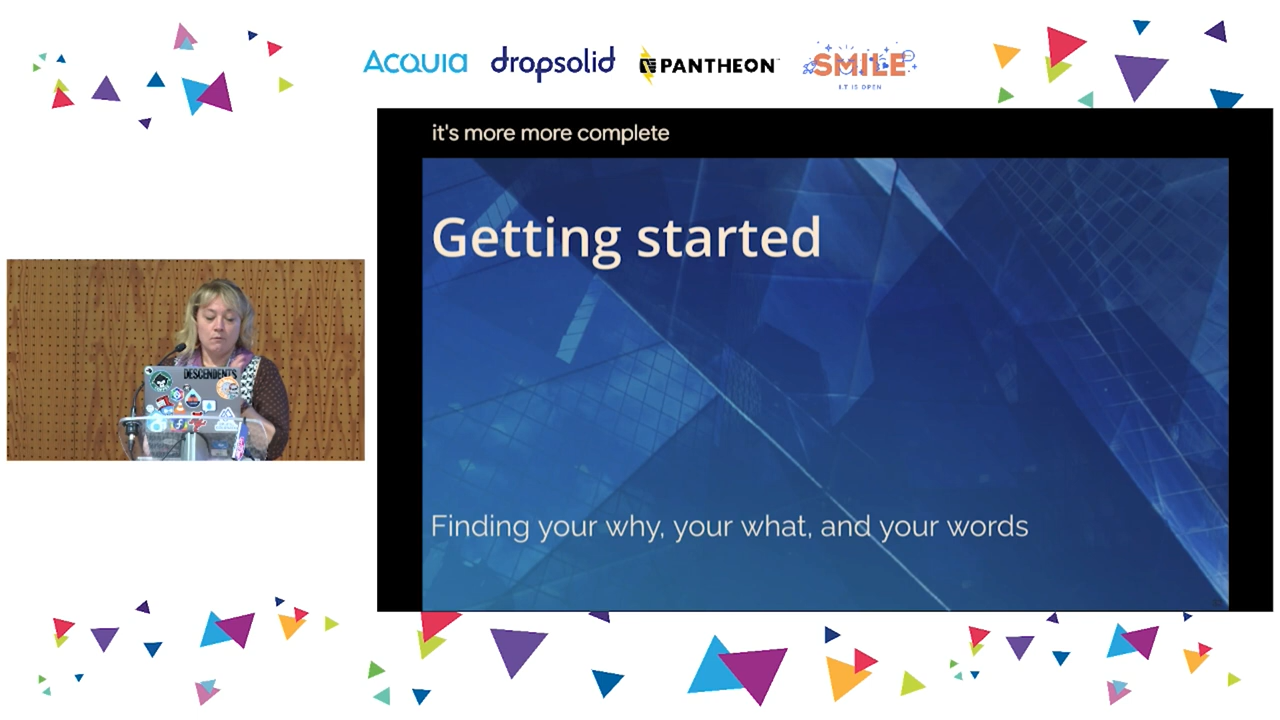 ACQUIA
dropsolid
PANTHEON
SMILE
I.T IS OPEN
it's more more complete
Getting started
DESCENDENTS
Finding your why, your what, and your words